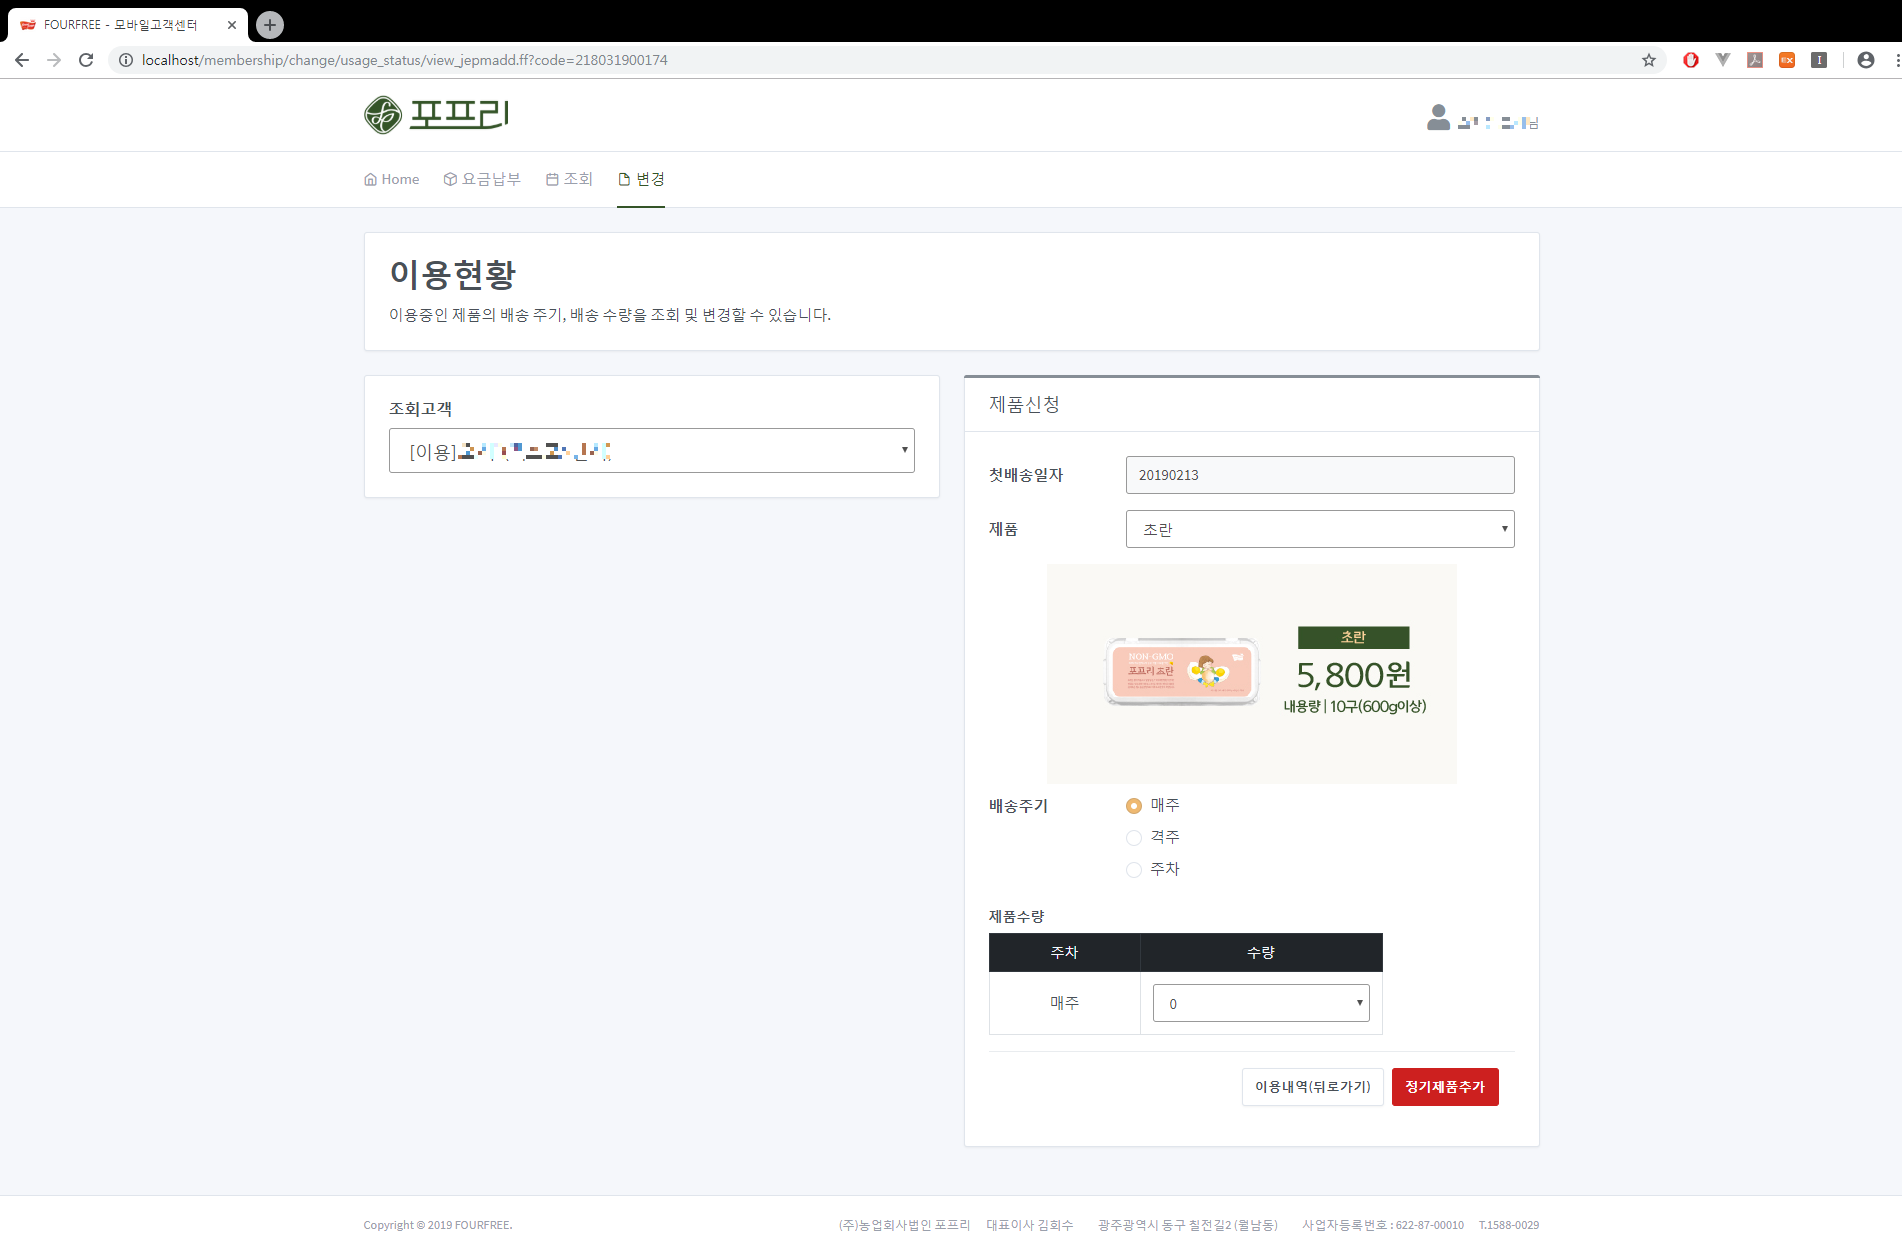 FOURFREE - 모바일고객센터
localhost/membership/change/usage_status/view_jepmadd.ff?code=218031900174
포프리
님
Home 요금납부 조회 변경
이용현황
이용중인 제품의 배송 주기, 배송 수량을 조회 및 변경할 수 있습니다.
조회고객
[이용]
제품신청
첫배송일자 20190213
제품 초란
NON-GMO
포프리 초란
초란
5,800원
내용량 | 10구(600g이상)
배송주기 매주
격주
주차
제품수량
주차 수량
매주 0
이용내역(뒤로가기) 정기제품추가
Copyright © 2019 FOURFREE. (주)농업회사법인 포프리 대표이사 김회수 광주광역시 동구 칠전길2 (월남동) 사업자등록번호 : 622-87-00010 T.1588-0029